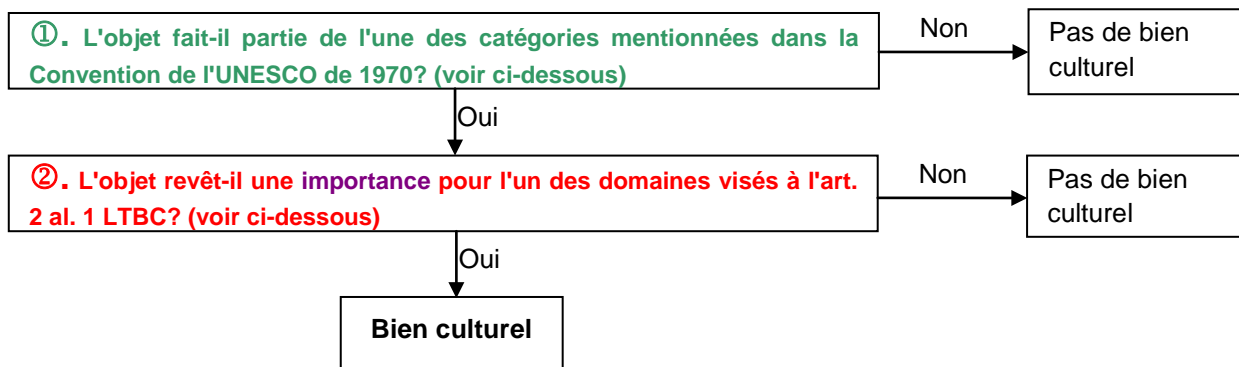 ①. L'objet fait-il partie de l'une des catégories mentionnées dans la
Convention de l'UNESCO de 1970? (voir ci-dessous)
Non
Pas de bien
culturel
Oui
②. L'objet revêt-il une importance pour l'un des domaines visés à l'art.
2 al. 1 LTBC? (voir ci-dessous)
Non
Pas de bien
culturel
Oui
Bien culturel